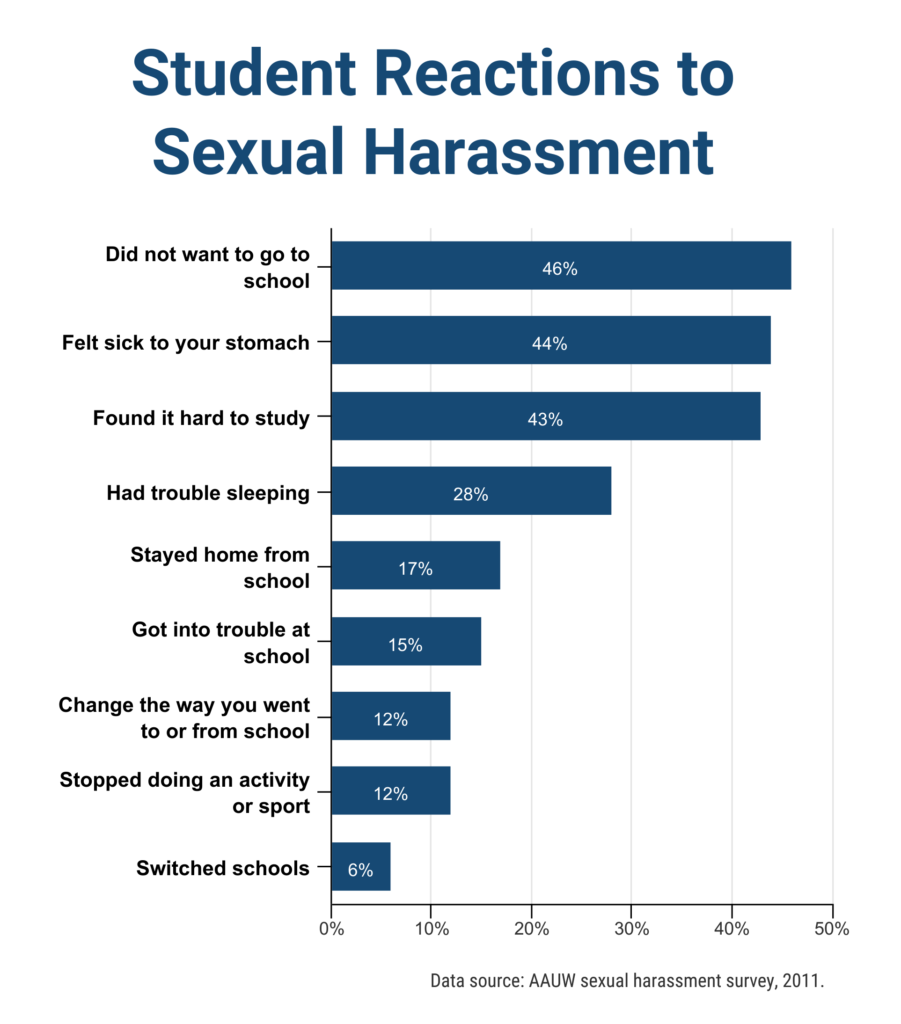 Student Reactions to
Sexual Harassment
Did not want to go to
school
46%
Felt sick to your stomach
44%
Found it hard to study
43%
Had trouble sleeping
28%
Stayed home from
school
17%
Got into trouble at
school
15%
Change the way you went
to or from school
12%
Stopped doing an activity
or sport
12%
Switched schools
6%
0% 10% 20% 30% 40% 50%
Data source: AAUW sexual harassment survey, 2011.